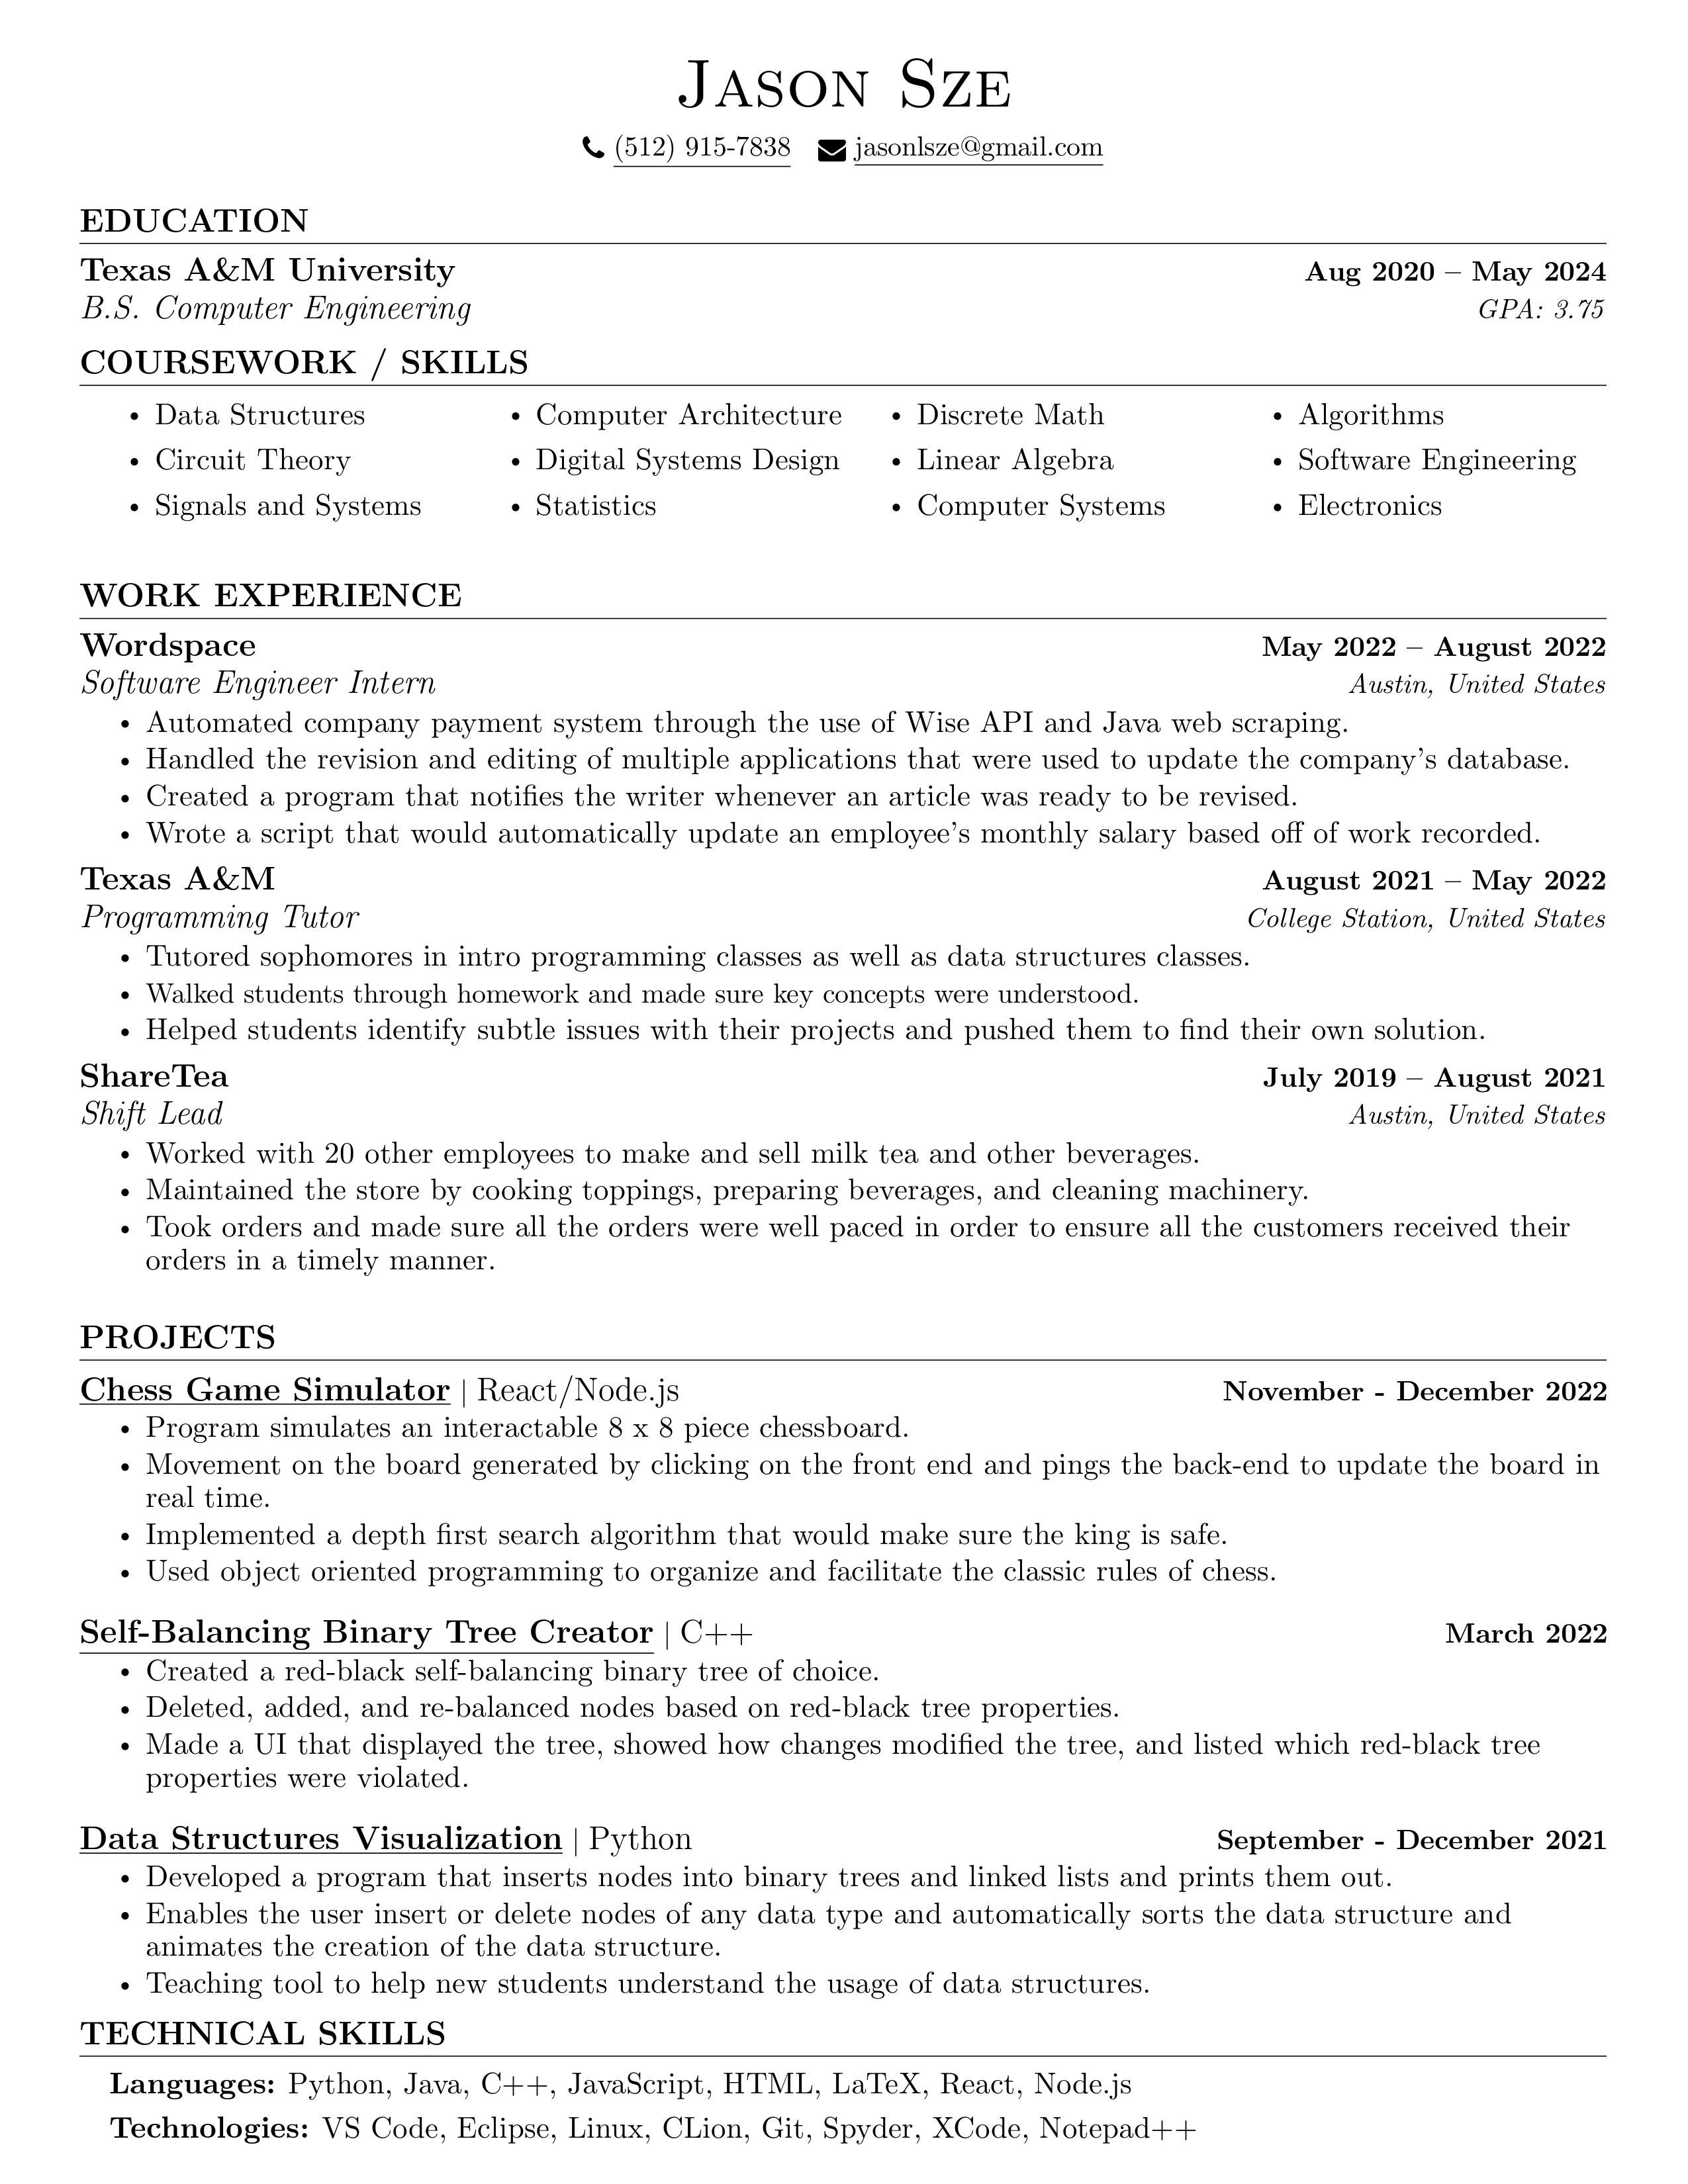 Jason Sze
(512) 915-7838 jasonlsze@gmail.com
EDUCATION
Texas A&M University Aug 2020 – May 2024
B.S. Computer Engineering GPA: 3.75
COURSEWORK / SKILLS
• Data Structures • Computer Architecture • Discrete Math • Algorithms
• Circuit Theory • Digital Systems Design • Linear Algebra • Software Engineering
• Signals and Systems • Statistics • Computer Systems • Electronics
WORK EXPERIENCE
Wordspace May 2022 – August 2022
Software Engineer Intern Austin, United States
• Automated company payment system through the use of Wise API and Java web scraping.
• Handled the revision and editing of multiple applications that were used to update the company's database.
• Created a program that notifies the writer whenever an article was ready to be revised.
• Wrote a script that would automatically update an employee's monthly salary based off of work recorded.
Texas A&M August 2021 – May 2022
Programming Tutor College Station, United States
• Tutored sophomores in intro programming classes as well as data structures classes.
• Walked students through homework and made sure key concepts were understood.
• Helped students identify subtle issues with their projects and pushed them to find their own solution.
ShareTea July 2019 – August 2021
Shift Lead Austin, United States
• Worked with 20 other employees to make and sell milk tea and other beverages.
• Maintained the store by cooking toppings, preparing beverages, and cleaning machinery.
• Took orders and made sure all the orders were well paced in order to ensure all the customers received their
orders in a timely manner.
PROJECTS
Chess Game Simulator | React/Node.js November - December 2022
• Program simulates an interactable 8 x 8 piece chessboard.
• Movement on the board generated by clicking on the front end and pings the back-end to update the board in
real time.
• Implemented a depth first search algorithm that would make sure the king is safe.
• Used object oriented programming to organize and facilitate the classic rules of chess.
Self-Balancing Binary Tree Creator | C++ March 2022
• Created a red-black self-balancing binary tree of choice.
• Deleted, added, and re-balanced nodes based on red-black tree properties.
• Made a UI that displayed the tree, showed how changes modified the tree, and listed which red-black tree
properties were violated.
Data Structures Visualization | Python September - December 2021
• Developed a program that inserts nodes into binary trees and linked lists and prints them out.
• Enables the user insert or delete nodes of any data type and automatically sorts the data structure and
animates the creation of the data structure.
• Teaching tool to help new students understand the usage of data structures.
TECHNICAL SKILLS
Languages: Python, Java, C++, JavaScript, HTML, LaTeX, React, Node.js
Technologies: VS Code, Eclipse, Linux, CLion, Git, Spyder, XCode, Notepad++